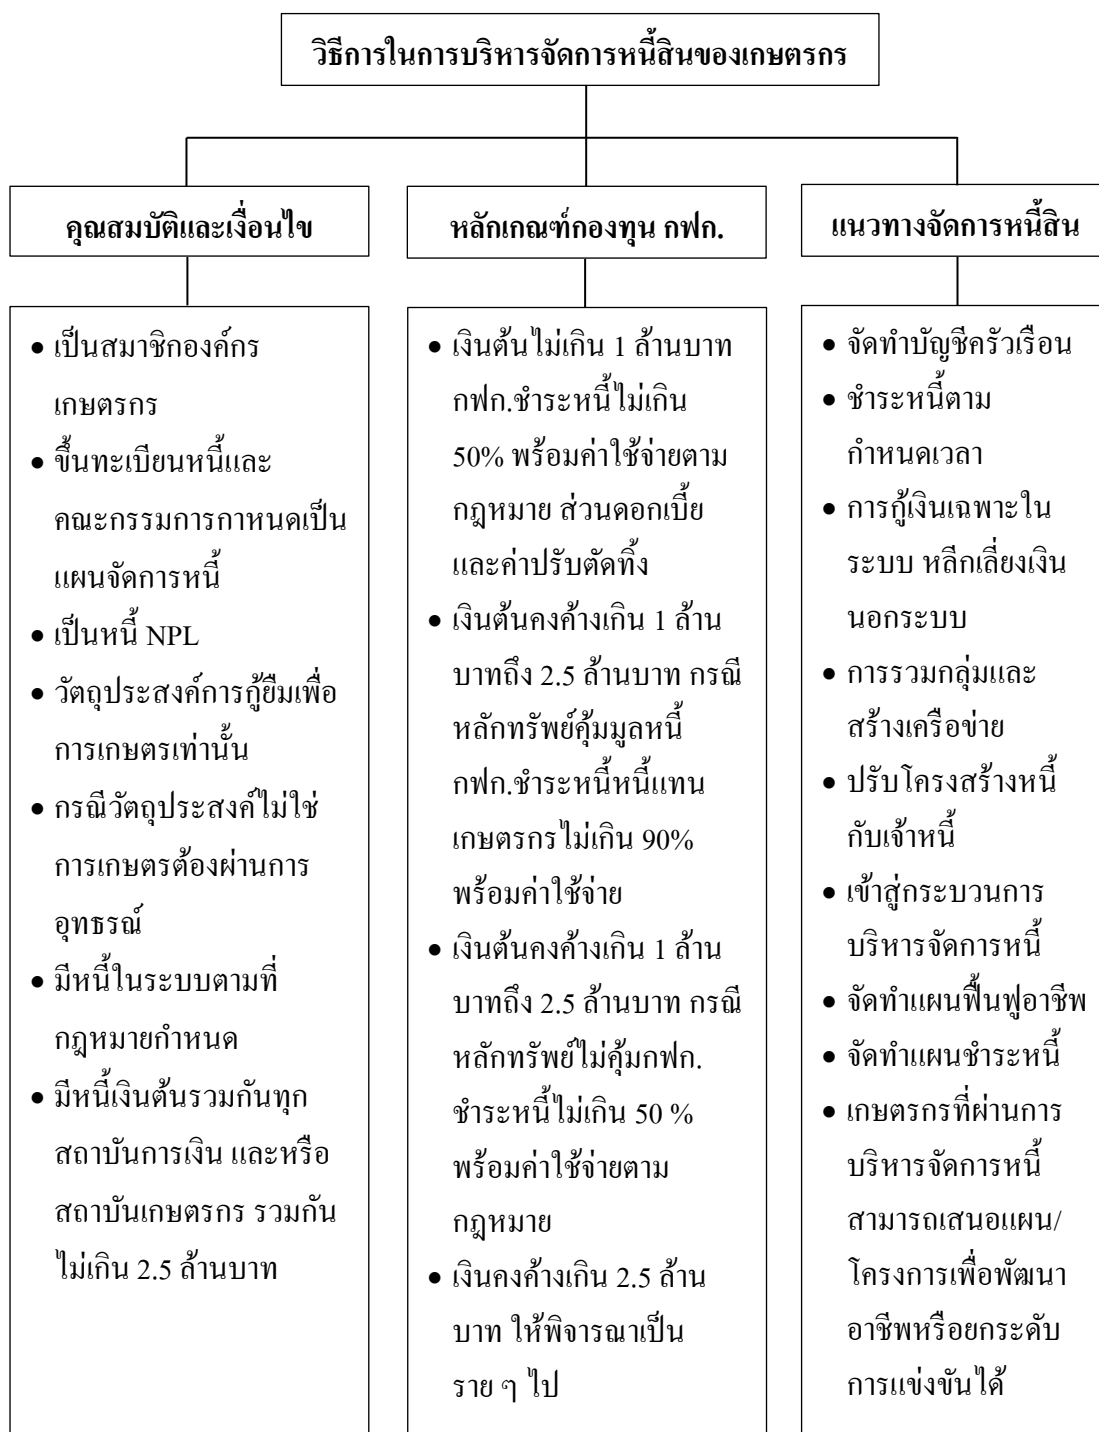 วิธีการในการบริหารจัดการหนี้สินของเกษตรกร
คุณสมบัติและเงื่อนไข
• เป็นสมาชิกองค์กร
เกษตรกร
• ขึ้นทะเบียนหนี้และ
คณะกรรมการกาหนดเป็น
แผนจัดการหนี้
• เป็นหนี้ NPL
• วัตถุประสงค์การกู้ยืมเพื่อ
การเกษตรเท่านั้น
• กรณีวัตถุประสงค์ไม่ใช่
การเกษตรต้องผ่านการ
อุทธรณ์
• มีหนี้ในระบบตามที่
กฎหมายกำหนด
• มีหนี้เงินต้นรวมกันทุก
สถาบันการเงิน และหรือ
สถาบันเกษตรกร รวมกัน
ไม่เกิน 2.5 ล้านบาท
หลักเกณฑ์กองทุน กฟก.
• เงินต้นไม่เกิน 1 ล้านบาท
กฟก.ชำระหนี้ไม่เกิน
50% พร้อมค่าใช้จ่ายตาม
กฎหมาย ส่วนดอกเบี้ย
และค่าปรับตัดทิ้ง
• เงินต้นคงค้างเกิน 1 ล้าน
บาทถึง 2.5 ล้านบาท กรณี
หลักทรัพย์คุ้มมูลหนี้
กฟก.ชำระหนี้หนี้แทน
เกษตรกรไม่เกิน 90%
พร้อมค่าใช้จ่าย
• เงินต้นคงค้างเกิน 1 ล้าน
บาทถึง 2.5 ล้านบาท กรณี
หลักทรัพย์ไม่คุ้มกฟก.
ชำระหนี้ไม่เกิน 50 %
พร้อมค่าใช้จ่ายตาม
กฎหมาย
• เงินคงค้างเกิน 2.5 ล้าน
บาท ให้พิจารณาเป็น
ราย ๆ ไป
แนวทางจัดการหนี้สิน
• จัดทำบัญชีครัวเรือน
• ชำระหนี้ตาม
กำหนดเวลา
• การกู้เงินเฉพาะใน
ระบบ หลีกเลี่ยงเงิน
นอกระบบ
• การรวมกลุ่มและ
สร้างเครือข่าย
• ปรับโครงสร้างหนี้
กับเจ้าหนี้
• เข้าสู่กระบวนการ
บริหารจัดการหนี้
• จัดทำแผนฟื้นฟูอาชีพ
• จัดทำแผนชำระหนี้
• เกษตรกรที่ผ่านการ
บริหารจัดการหนี้
สามารถเสนอแผน/
โครงการเพื่อพัฒนา
อาชีพหรือยกระดับ
การแข่งขันได้